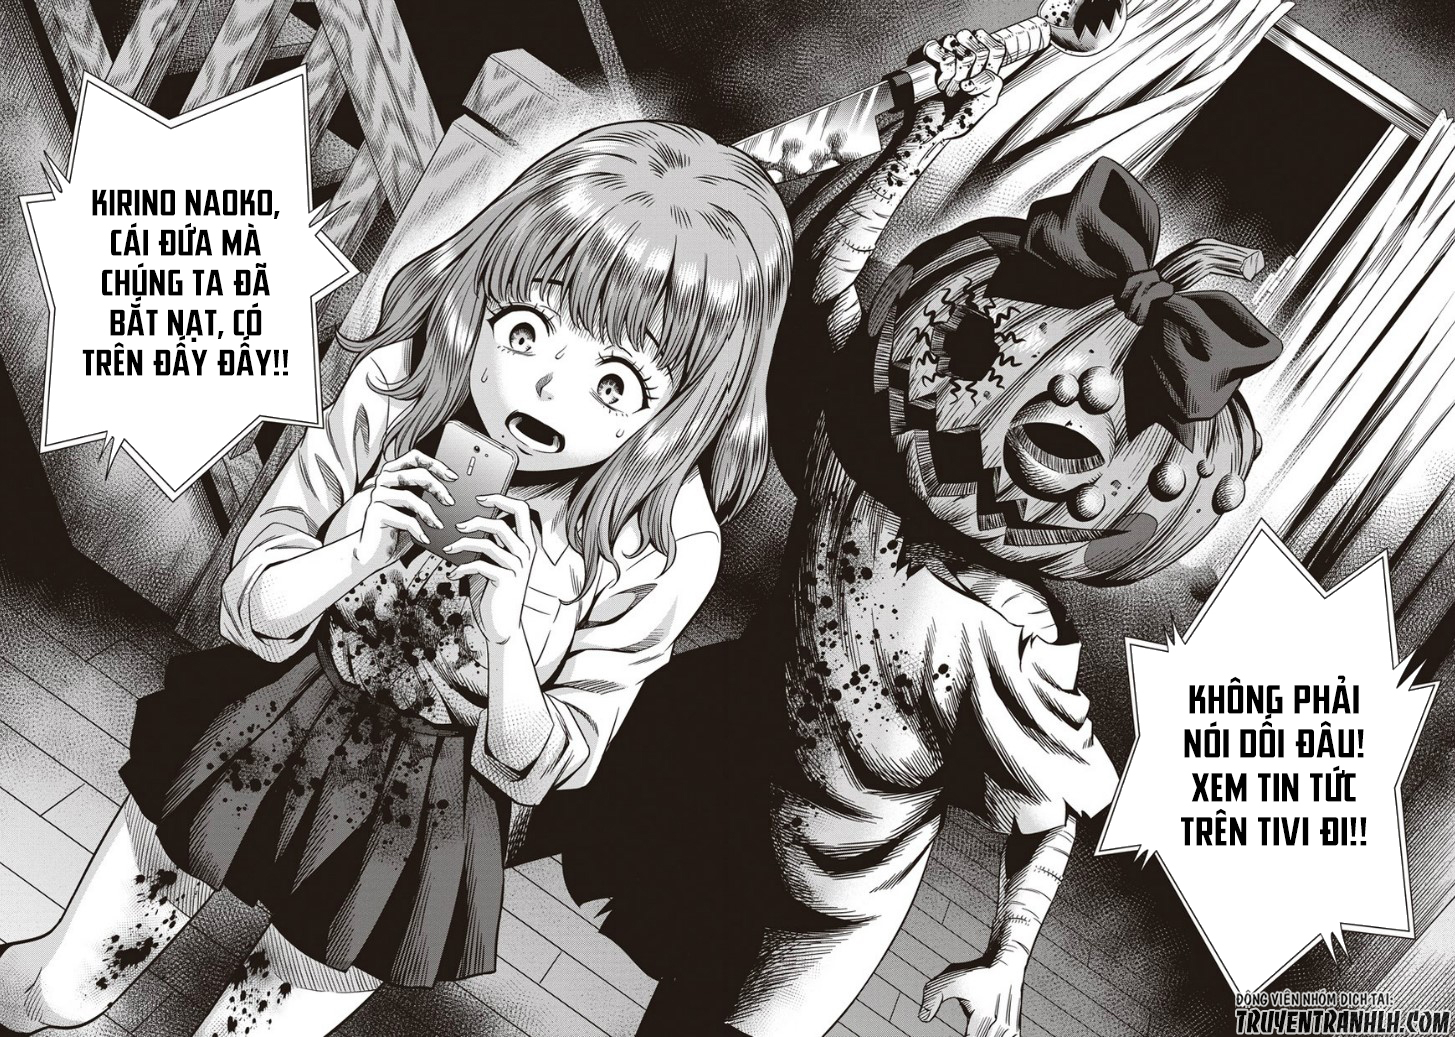 KHÔNG PHẢI
NÓI DỐI ĐÂU!
XEM TIN TỨC
TRÊN TIVI ĐI!!
KIRINO NAOKO,
CÁI ĐỨA MÀ
CHÚNG TA ĐÃ
BẮT NẠT, CÓ
TRÊN ĐẤY ĐẤY!!
ĐỘNG VIÊN NHÓM DỊCH TẠI:
TRUYENTRANHLH.COM